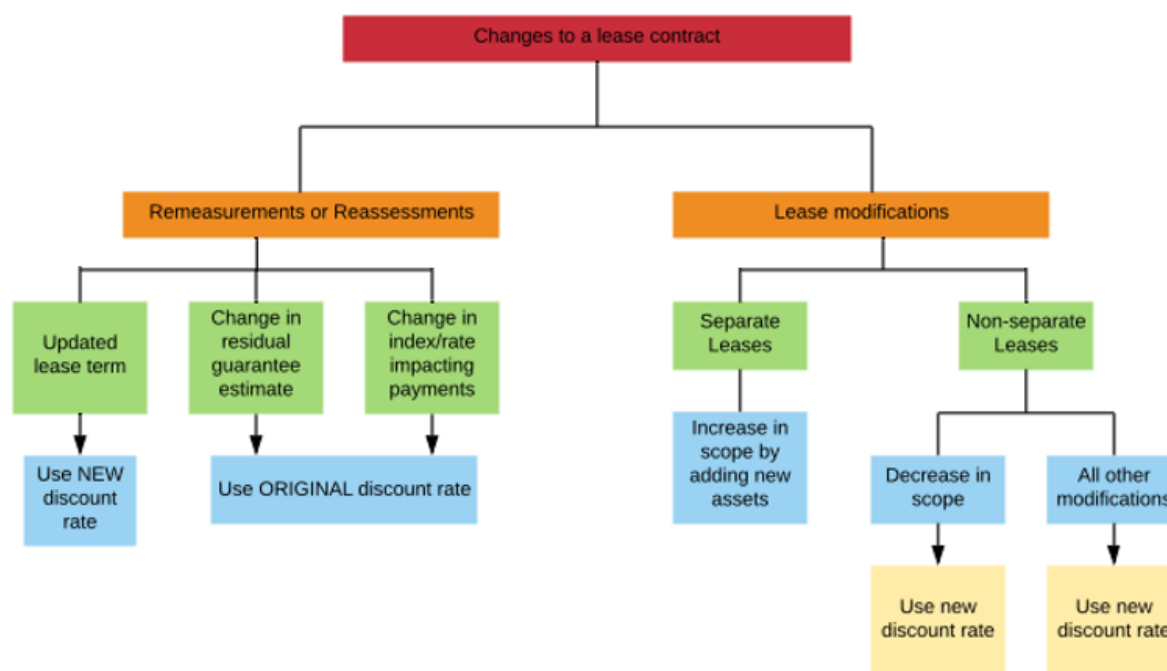 Changes to a lease contract
Remeasurements or Reassessments
Lease modifications
Updated
lease term
Change in
residual
guarantee
estimate
Change in
index/rate
impacting
payments
Separate
Leases
Non-separate
Leases
Use NEW
discount
rate
Use ORIGINAL discount rate
Increase in
scope by
adding new
assets
Decrease in
scope
All other
modifications
Use new
discount rate
Use new
discount rate